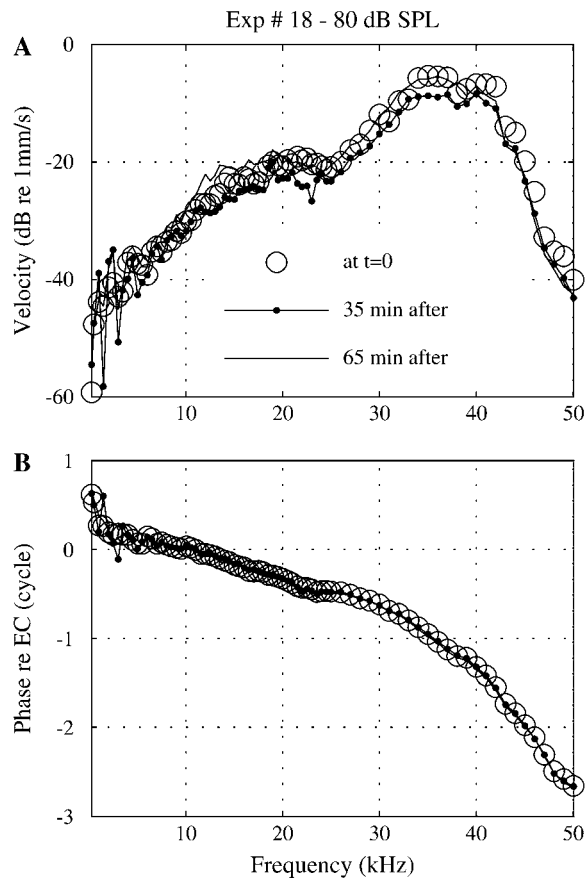 Exp # 18 - 80 dB SPL
A
0
-20
-40
-60
Velocity (dB re 1mm/s)
at t=0
35 min after
65 min after
10
20
30
40
50
B
1
0
-1
-2
-3
Phase re EC (cycle)
10
20
30
40
50
Frequency (kHz)